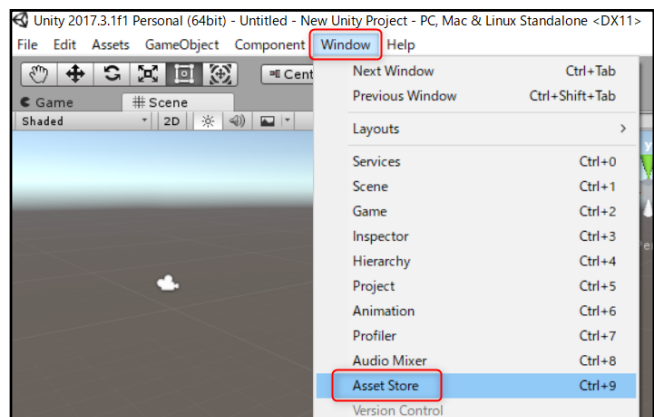 Unity 2017.3.1f1 Personal (64bit) - Untitled - New Unity Project - PC, Mac & Linux Standalone <DX11>
File Edit Assets GameObject Component Window Help
Cent
Next Window Ctrl+Tab
Previous Window Ctrl+Shift+Tab
Game Scene
Shaded 2D
Layouts
Services Ctrl+0
Scene Ctrl+1
Game Ctrl+2
Inspector Ctrl+3
Hierarchy Ctrl+4
Project Ctrl+5
Animation Ctrl+6
Profiler Ctrl+7
Audio Mixer Ctrl+8
Asset Store Ctrl+9
Version Control